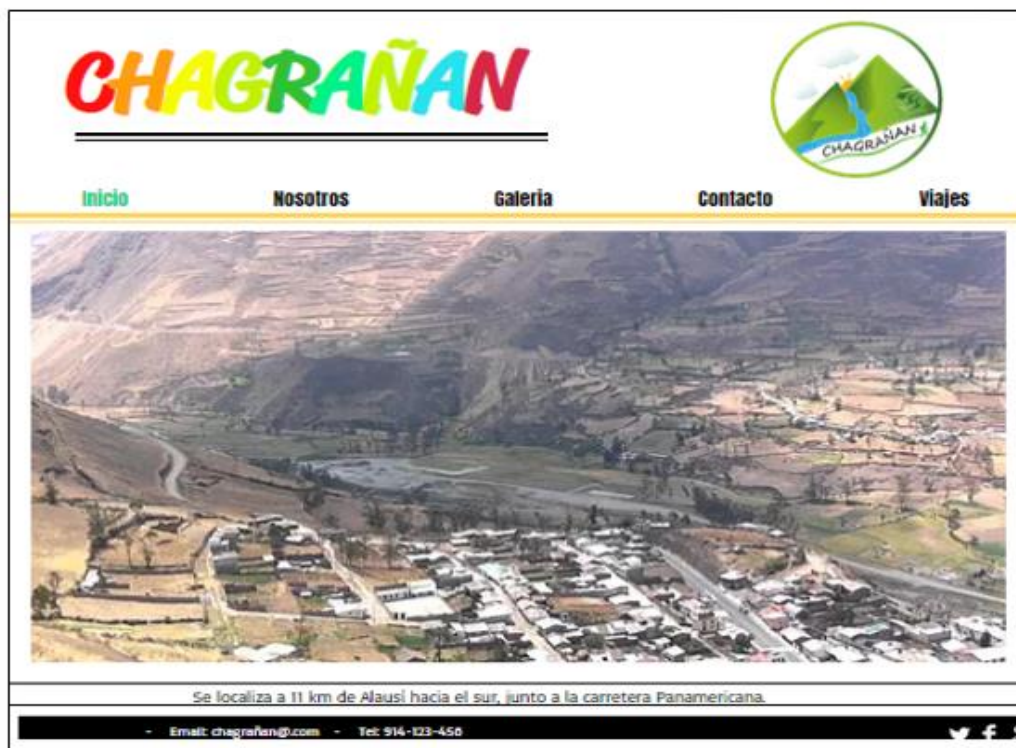 CHAGRAÑAN
CHAGRAÑAN
Inicio Nosotros Galeria Contacto Viajes
Se localiza a 11 km de Alausí hacia el sur, junto a la carretera Panamericana.
- Email: chagrañan@.com - Tel: 914-123-456